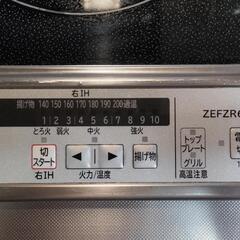 右IH
揚げ物 140 150 160 170 180 190 200 適温
1 2 3 4 5 6 7 8 9 10
とろ火 弱火 中火 強火
切
スタート
◀ ▶
揚げ物
右IH
火力/温度
ZEFZR6
トップ
プレート
グリル
高温注意